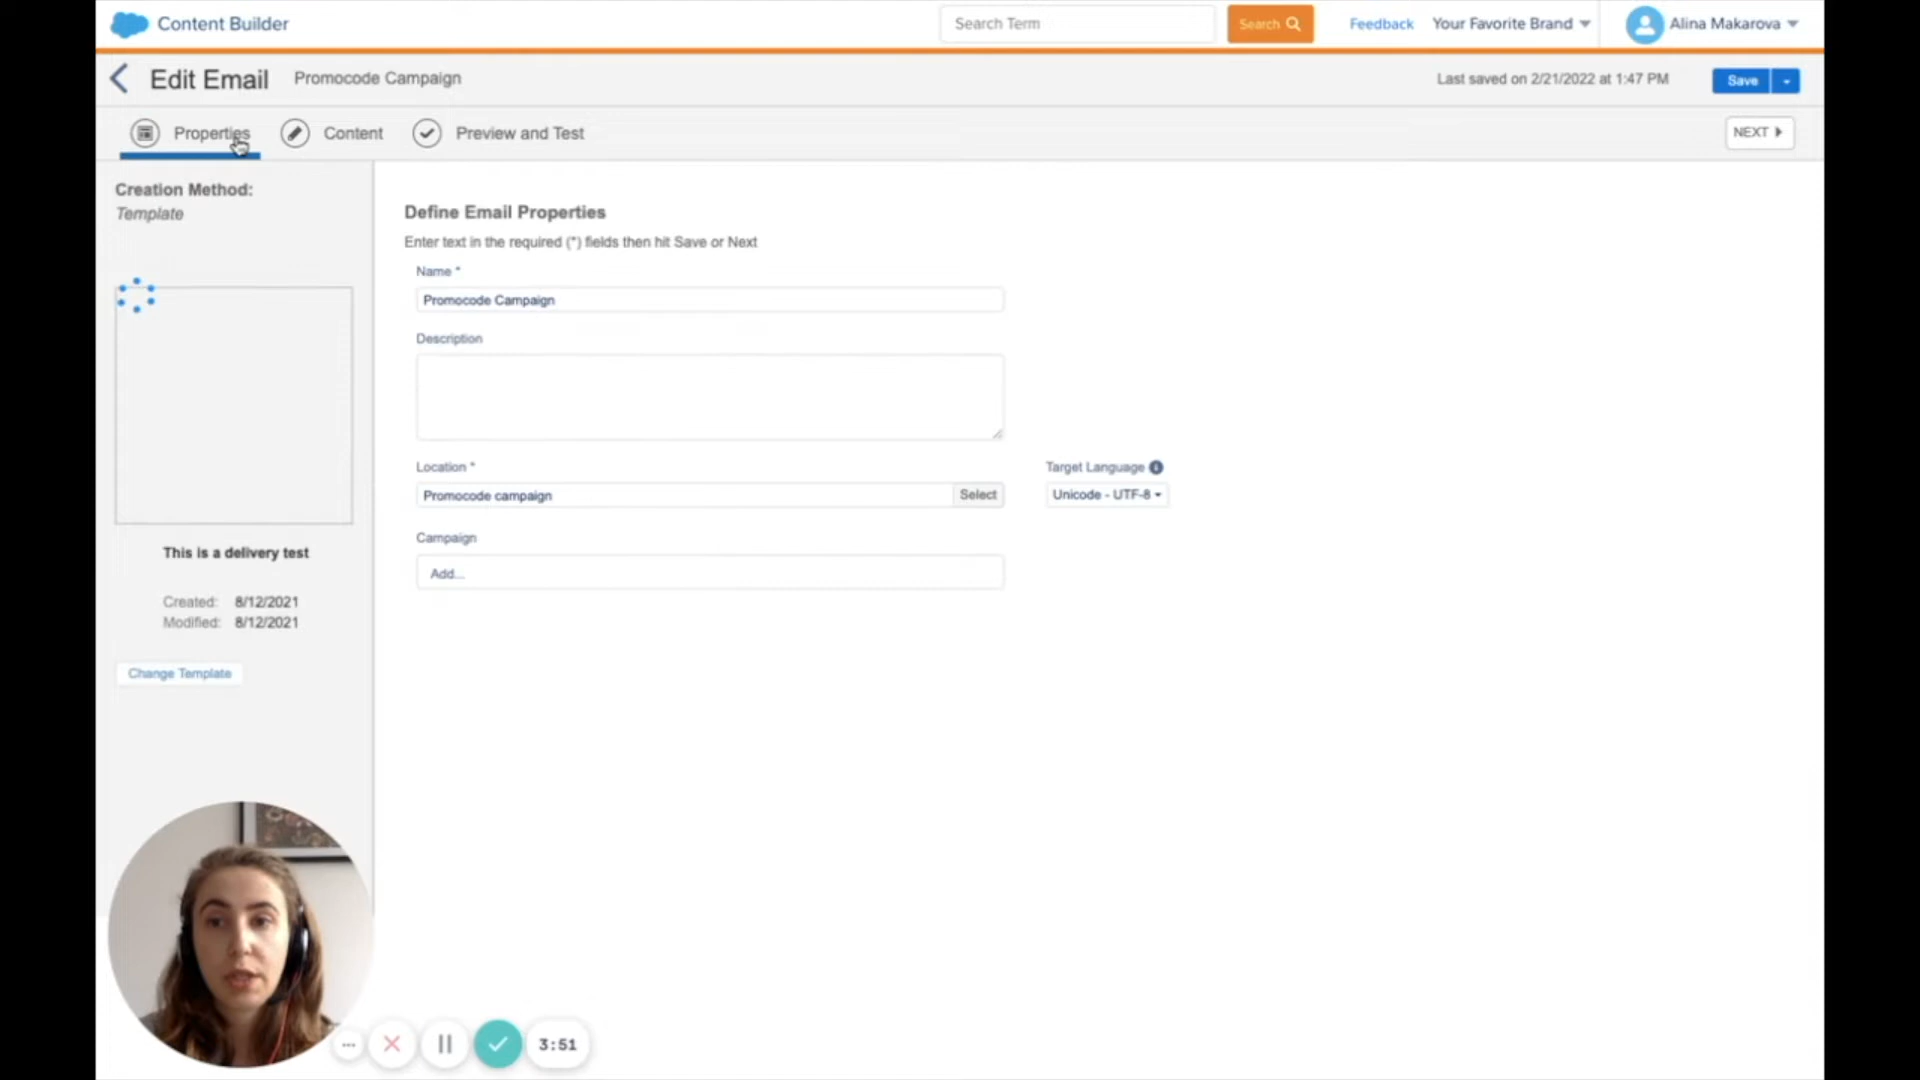 Content Builder
Search Term
Search
Feedback
Your Favorite Brand
Alina Makarova
Edit Email
Promocode Campaign
Last saved on 2/21/2022 at 1:47 PM
Save
Properties
Content
Preview and Test
NEXT
Creation Method:
Template
This is a delivery test
Created: 8/12/2021
Modified: 8/12/2021
Change Template
Define Email Properties
Enter text in the required (*) fields then hit Save or Next
Name *
Promocode Campaign
Description
Location *
Promocode campaign
Select
Target Language
Unicode - UTF-8
Campaign
Add...
3:51